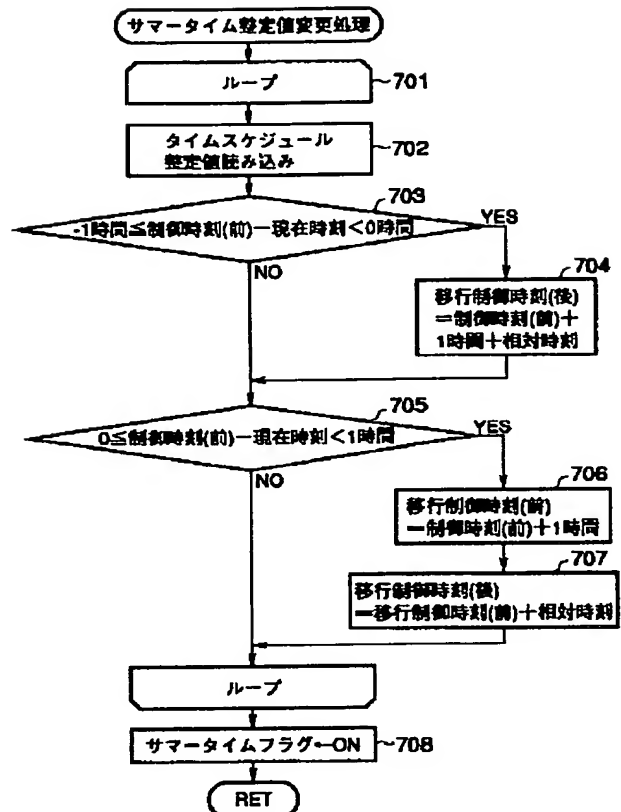 サマータイム整定値変更処理
ループ
701
タイムスケジュール
整定値読み込み
702
703
-1時間≦制御時刻(前)ー現在時刻<0時間
YES
NO
704
移行制御時刻(後)
=制御時刻(前)+
1時間+相対時刻
705
0≦制御時刻(前)ー現在時刻<1時間
YES
NO
706
移行制御時刻(前)
=制御時刻(前)+1時間
707
移行制御時刻(後)
=移行制御時刻(前)+相対時刻
ループ
サマータイムフラグ←ON
708
RET